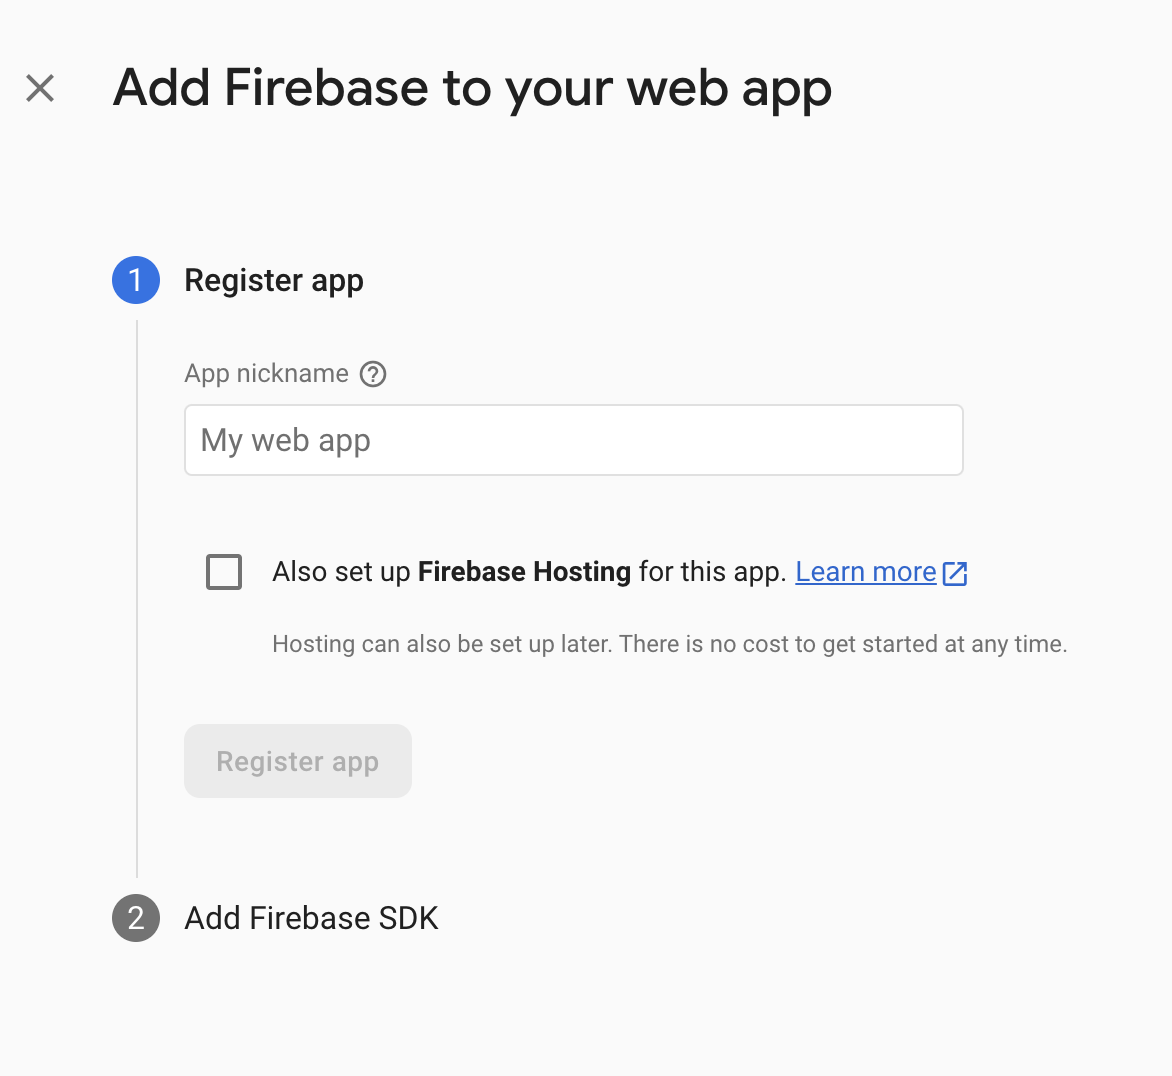 Add Firebase to your web app
1 Register app
App nickname ?
My web app
Also set up Firebase Hosting for this app. Learn more
Hosting can also be set up later. There is no cost to get started at any time.
Register app
2 Add Firebase SDK